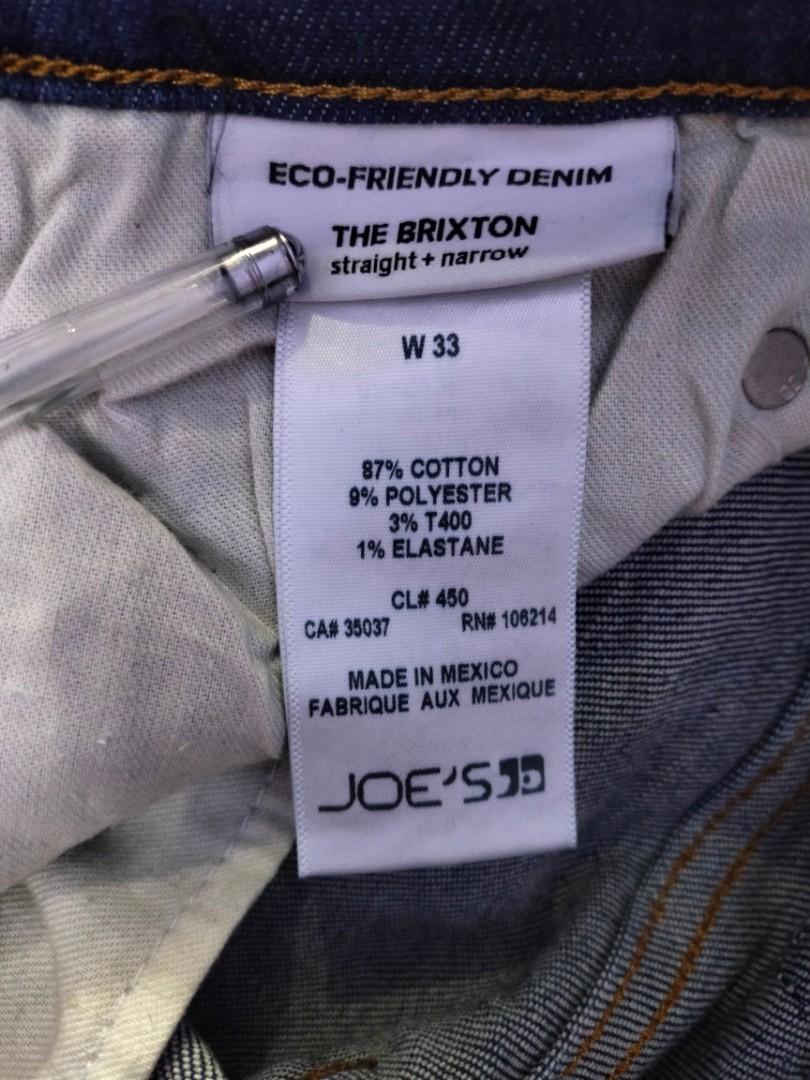 ECO-FRIENDLY DENIM
THE BRIXTON
straight + narrow
W 33
87% COTTON
9% POLYESTER
3% T400
1% ELASTANE
CL# 450
CA# 35037 RN# 106214
MADE IN MEXICO
FABRIQUE AUX MEXIQUE
JOE'S